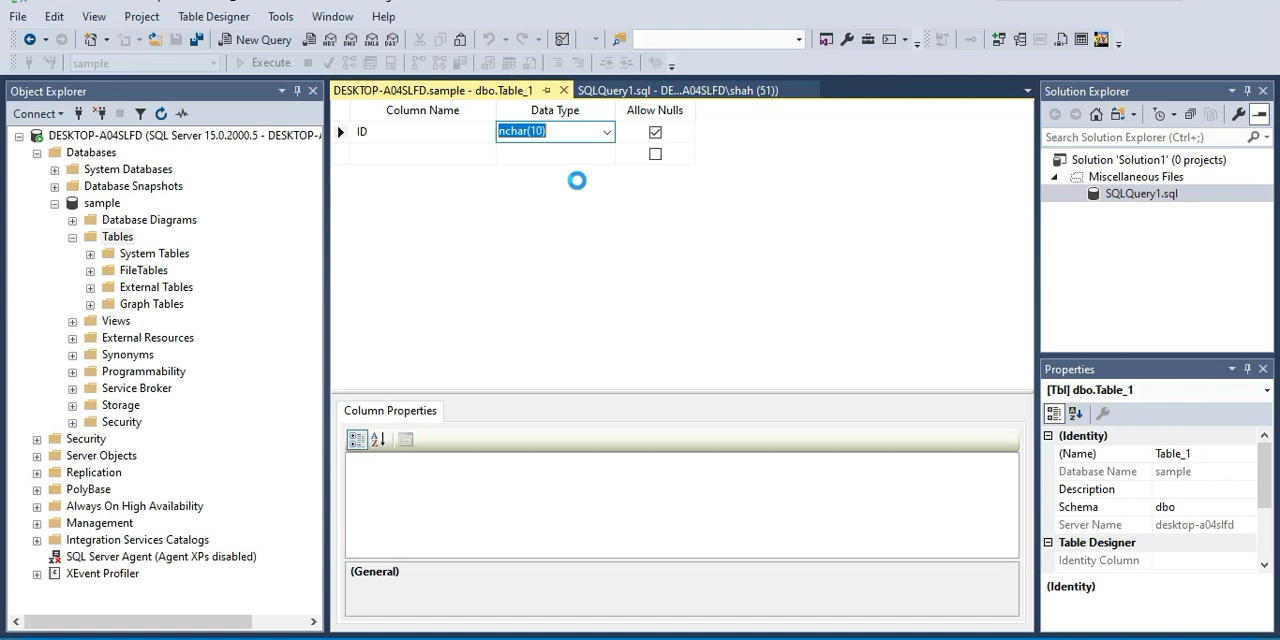 File Edit View Project Table Designer Tools Window Help
New Query MDX DMX XMLA DAX
sample Execute
Object Explorer
Connect
DESKTOP-A04SLFD (SQL Server 15.0.2000.5 - DESKTOP-A
Databases
System Databases
Database Snapshots
sample
Database Diagrams
Tables
System Tables
FileTables
External Tables
Graph Tables
Views
External Resources
Synonyms
Programmability
Service Broker
Storage
Security
Security
Server Objects
Replication
PolyBase
Always On High Availability
Management
Integration Services Catalogs
SQL Server Agent (Agent XPs disabled)
XEvent Profiler
DESKTOP-A04SLFD.sample - dbo.Table_1 SQLQuery1.sql - DE...A04SLFD\shah (51))
Column Name Data Type Allow Nulls
ID nchar(10)
Column Properties
(General)
Solution Explorer
Search Solution Explorer (Ctrl+;)
Solution 'Solution1' (0 projects)
Miscellaneous Files
SQLQuery1.sql
Properties
[Tbl] dbo.Table_1
(Identity)
(Name) Table_1
Database Name sample
Description
Schema dbo
Server Name desktop-a04slfd
Table Designer
Identity Column
(Identity)